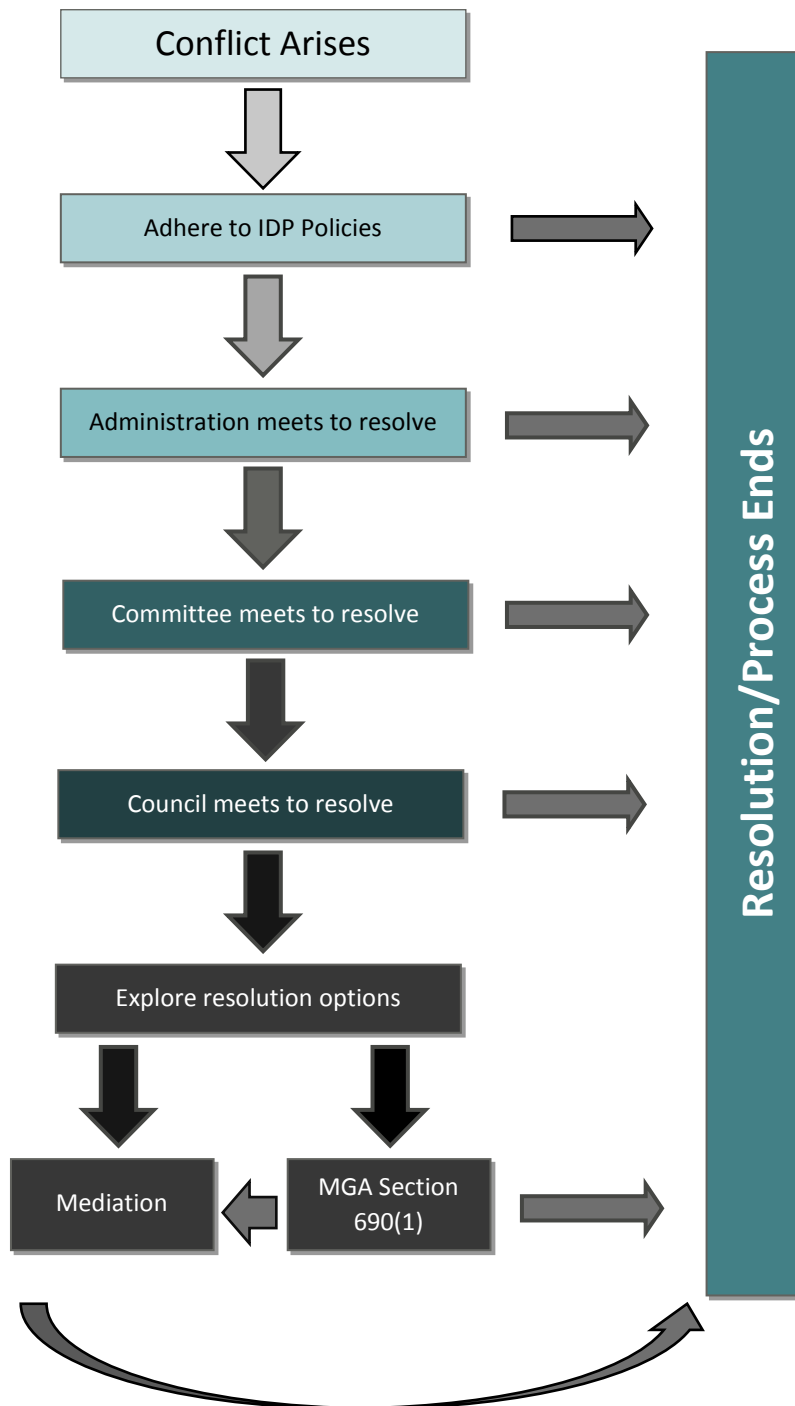 Conflict Arises
Adhere to IDP Policies
Administration meets to resolve
Committee meets to resolve
Council meets to resolve
Explore resolution options
Mediation
MGA Section
690(1)
Resolution/Process Ends